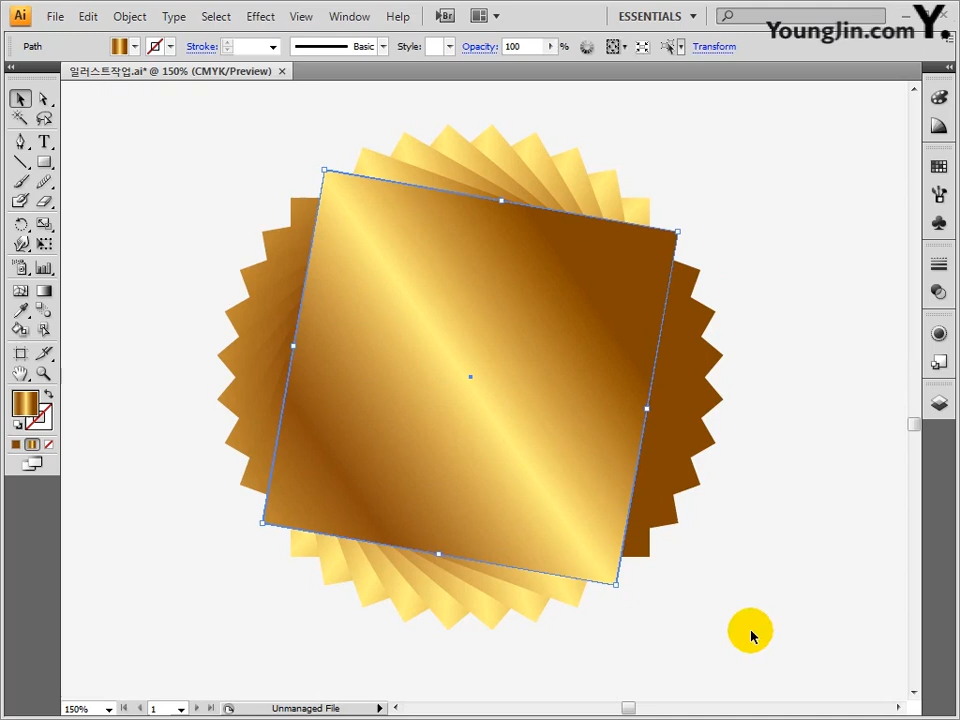 Ai File Edit Object Type Select Effect View Window Help Br ESSENTIALS
YoungJin.com Y.
Path Stroke: Basic Style: Opacity: 100 % Transform
일러스트작업.ai* @ 150% (CMYK/Preview)
T
150% 1 Unmanaged File